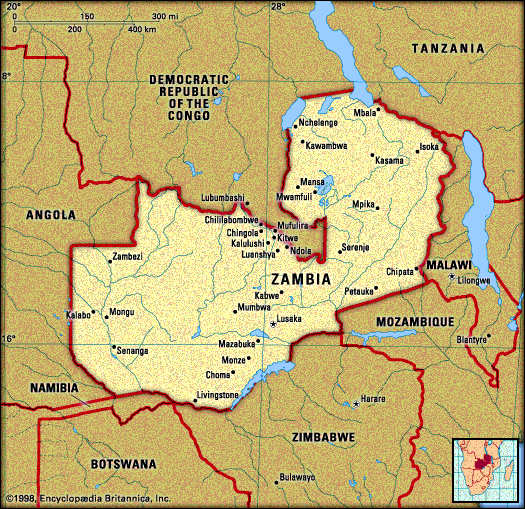 20°
28°
0 150 300 mi
0 200 400 km
8°
16°
TANZANIA
DEMOCRATIC
REPUBLIC
OF THE
CONGO
Mbala
Nchelenge
Kawambwa
Isoka
Kasama
Mansa
Mwamfuli
Lubumbashi
Mpika
ANGOLA
Chililabombwe
Mufulira
Chingola
Kitwe
Kalulushi
Ndola
Luanshya
Serenje
Zambezi
ZAMBIA
Chipata
MALAWI
Lilongwe
Petauke
Kabwe
Mumbwa
Kalabo
Mongu
Lusaka
MOZAMBIQUE
Senanga
Mazabuka
Blantyre
Monze
Choma
NAMIBIA
Livingstone
Harare
ZIMBABWE
BOTSWANA
Bulawayo
©1998, Encyclopædia Britannica, Inc.